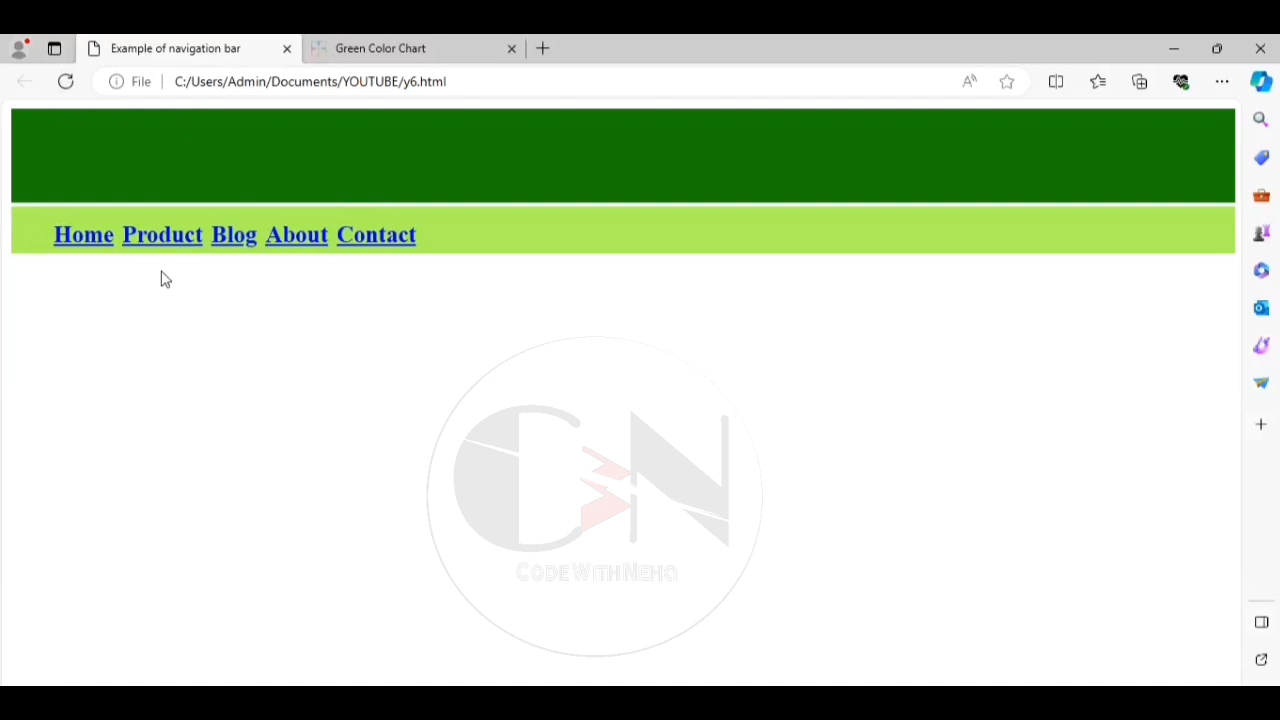 Example of navigation bar
Green Color Chart
File
C:/Users/Admin/Documents/YOUTUBE/y6.html
Home Product Blog About Contact
CODEWITHNEHA